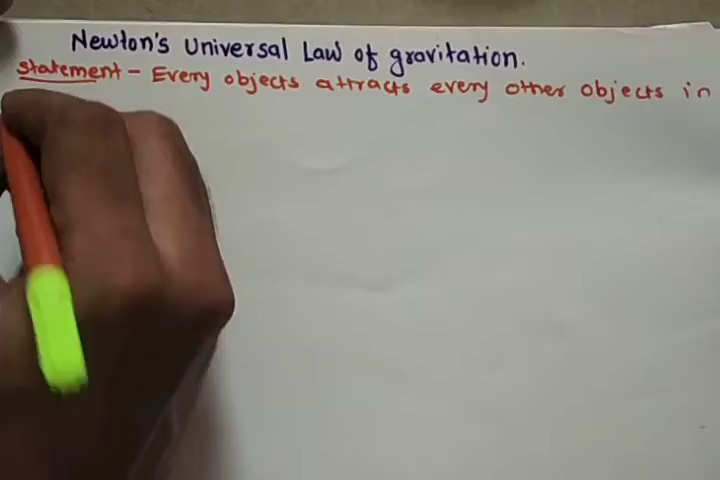 Newton's Universal Law of gravitation.
statement - Every objects attracts every other objects in